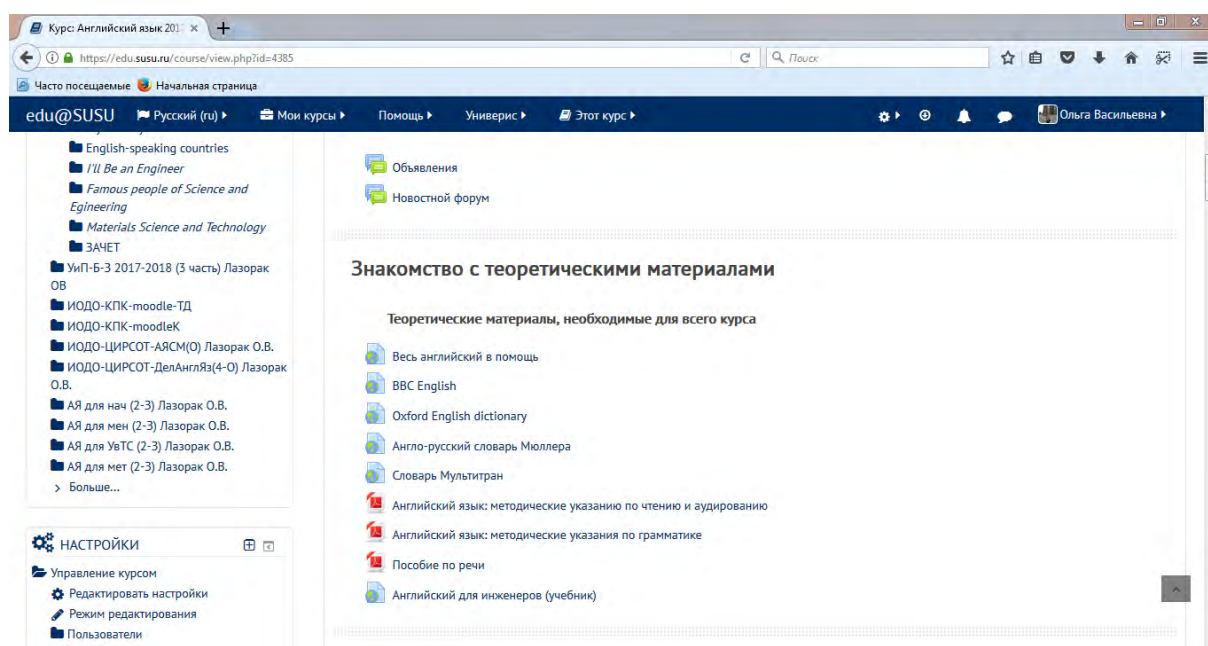 Курс: Английский язык 201
https://edu.susu.ru/course/view.php?id=4385
Поиск
Часто посещаемые Начальная страница
edu@SUSU Русский (ru) Мои курсы Помощь Универис Этот курс Ольга Васильевна
English-speaking countries
I'll Be an Engineer
Famous people of Science and
Egineering
Materials Science and Technology
ЗАЧЕТ
УиП-Б-3 2017-2018 (3 часть) Лазорак
ОВ
ИОДО-КПК-moodle-ТД
ИОДО-КПК-moodleК
ИОДО-ЦИРСОТ-АЯСМ(О) Лазорак О.В.
ИОДО-ЦИРСОТ-ДелАнглЯз(4-О) Лазорак
О.В.
АЯ для нач (2-3) Лазорак О.В.
АЯ для мен (2-3) Лазорак О.В.
АЯ для УвТС (2-3) Лазорак О.В.
АЯ для мет (2-3) Лазорак О.В.
Больше...
НАСТРОЙКИ
Управление курсом
Редактировать настройки
Режим редактирования
Пользователи
Объявления
Новостной форум
Знакомство с теоретическими материалами
Теоретические материалы, необходимые для всего курса
Весь английский в помощь
BBC English
Oxford English dictionary
Англо-русский словарь Мюллера
Словарь Мультитран
Английский язык: методические указанию по чтению и аудированию
Английский язык: методические указания по грамматике
Пособие по речи
Английский для инженеров (учебник)